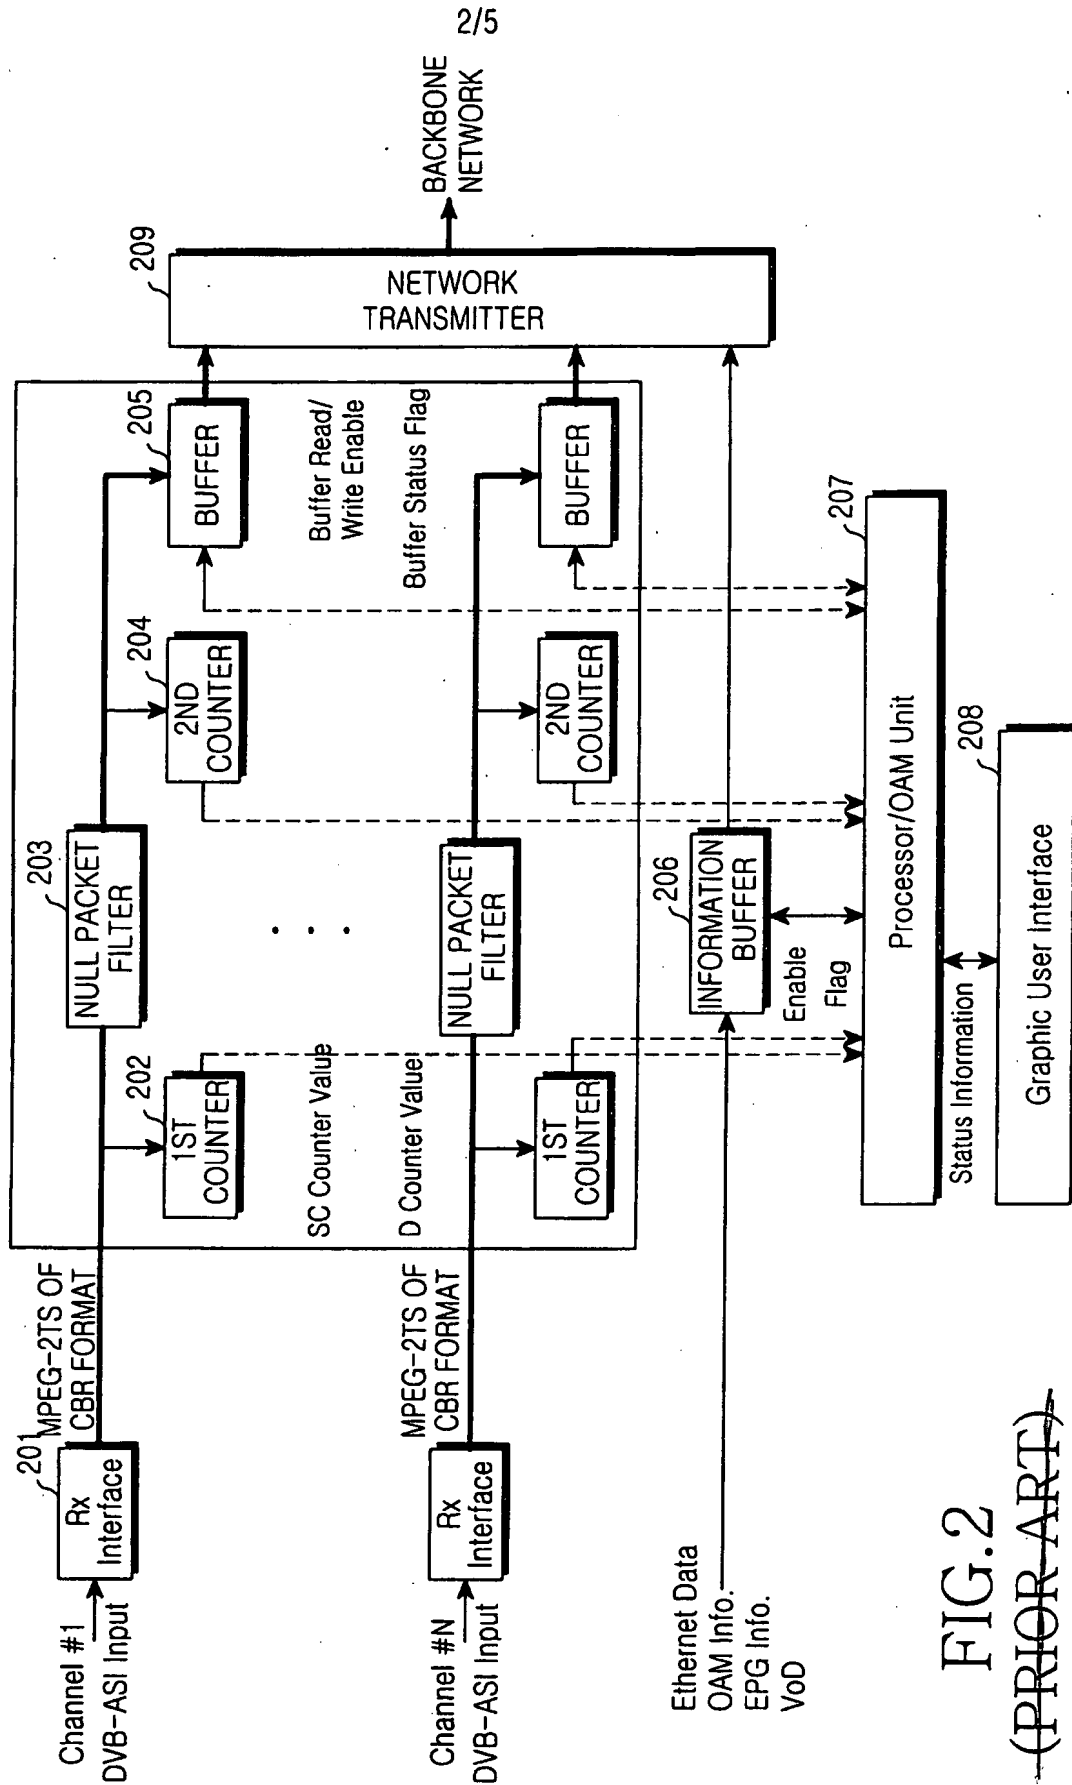 2/5
Channel #1
DVB-ASI Input
201
Rx
Interface
MPEG-2TS OF
CBR FORMAT
202
1ST
COUNTER
203
NULL PACKET
FILTER
204
2ND
COUNTER
205
BUFFER
SC Counter Value
D Counter Value
. . .
Buffer Read/
Write Enable
Buffer Status Flag
209
NETWORK
TRANSMITTER
BACKBONE
NETWORK
Channel #N
DVB-ASI Input
Rx
Interface
MPEG-2TS OF
CBR FORMAT
1ST
COUNTER
NULL PACKET
FILTER
2ND
COUNTER
BUFFER
Ethernet Data
OAM Info.
EPG Info.
VoD
206
INFORMATION
BUFFER
Enable
Flag
207
Processor/OAM Unit
Status Information
208
Graphic User Interface
FIG.2
(PRIOR ART)